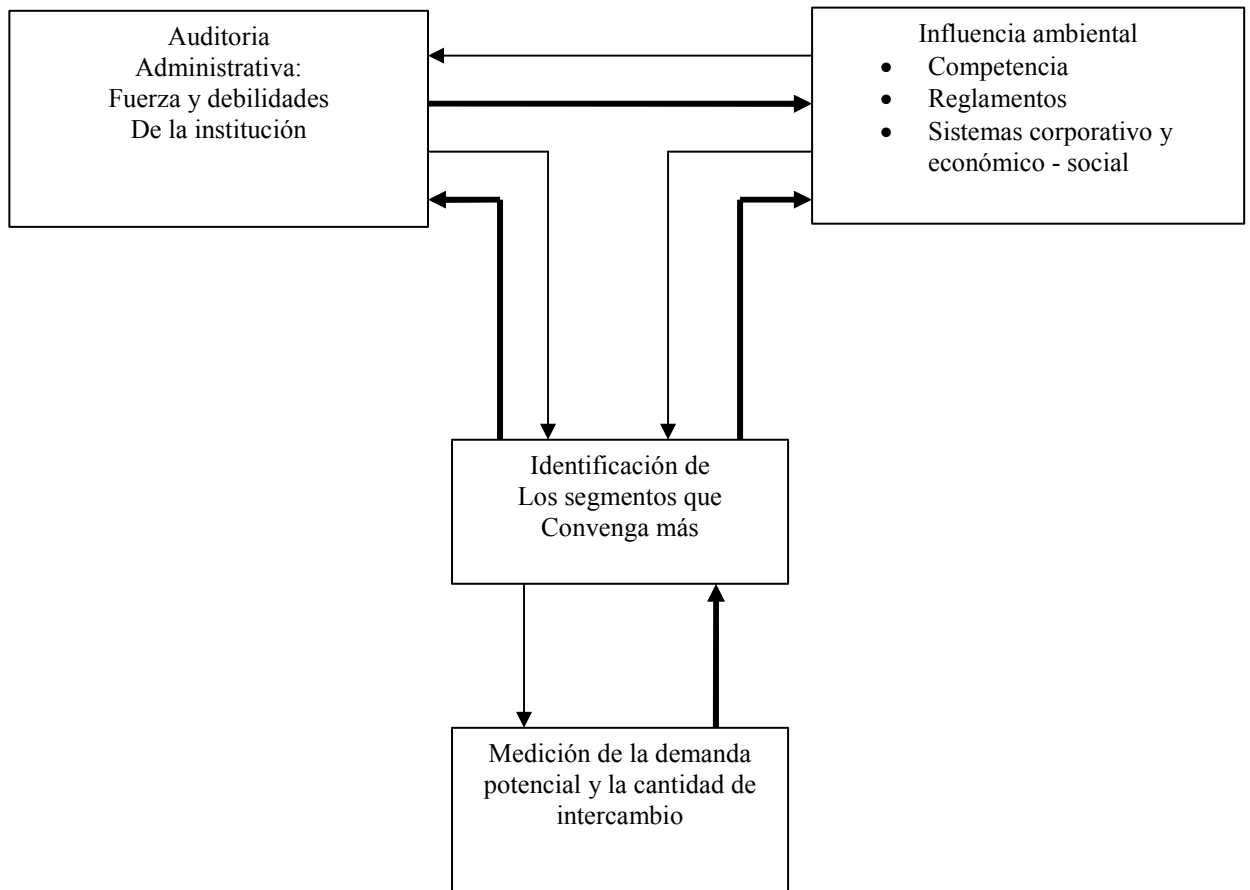 Auditoria
Administrativa:
Fuerza y debilidades
De la institución
Influencia ambiental
• Competencia
• Reglamentos
• Sistemas corporativo y
económico - social
Identificación de
Los segmentos que
Convenga más
Medición de la demanda
potencial y la cantidad de
intercambio